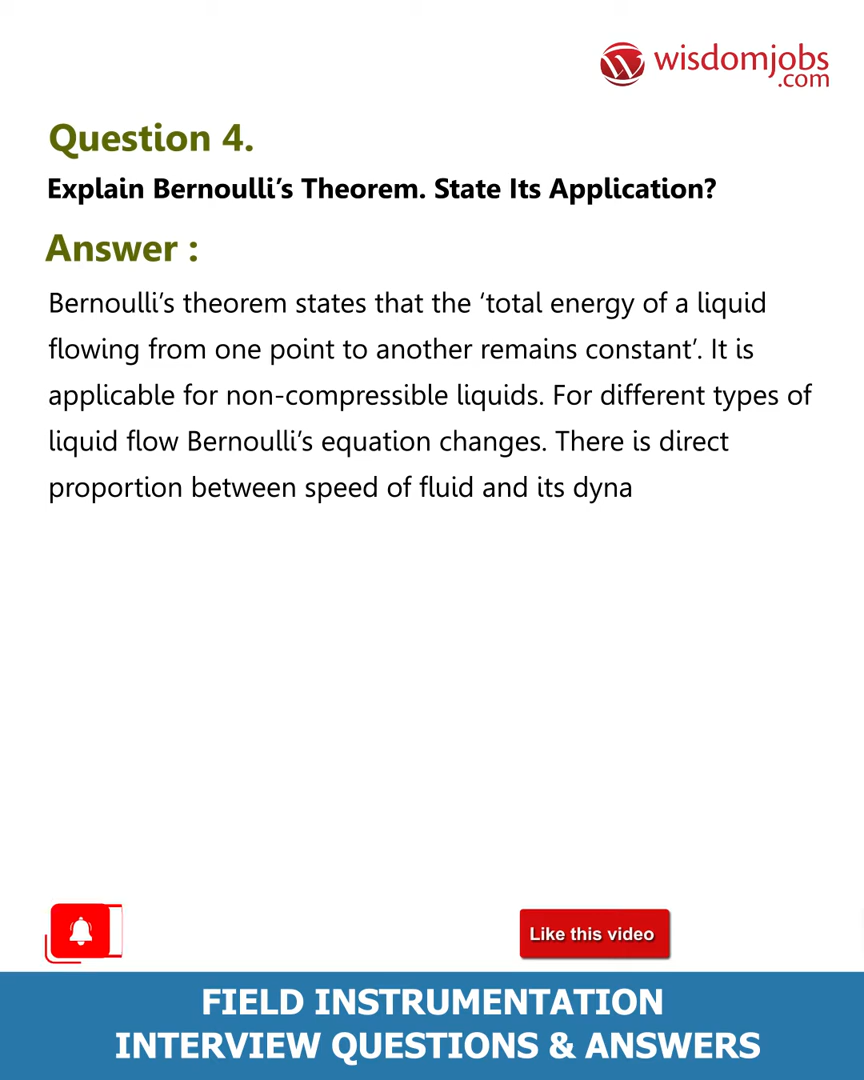 wisdomjobs
.com
Question 4.
Explain Bernoulli’s Theorem. State Its Application?
Answer :
Bernoulli’s theorem states that the ‘total energy of a liquid
flowing from one point to another remains constant’. It is
applicable for non-compressible liquids. For different types of
liquid flow Bernoulli’s equation changes. There is direct
proportion between speed of fluid and its dyna
Like this video
FIELD INSTRUMENTATION
INTERVIEW QUESTIONS & ANSWERS